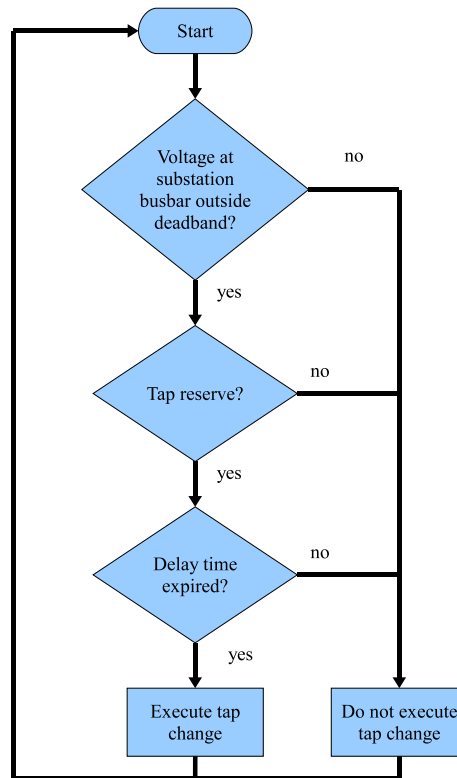 Start
Voltage at
substation
busbar outside
deadband?
no
yes
Tap reserve?
no
yes
Delay time
expired?
no
yes
Execute tap
change
Do not execute
tap change